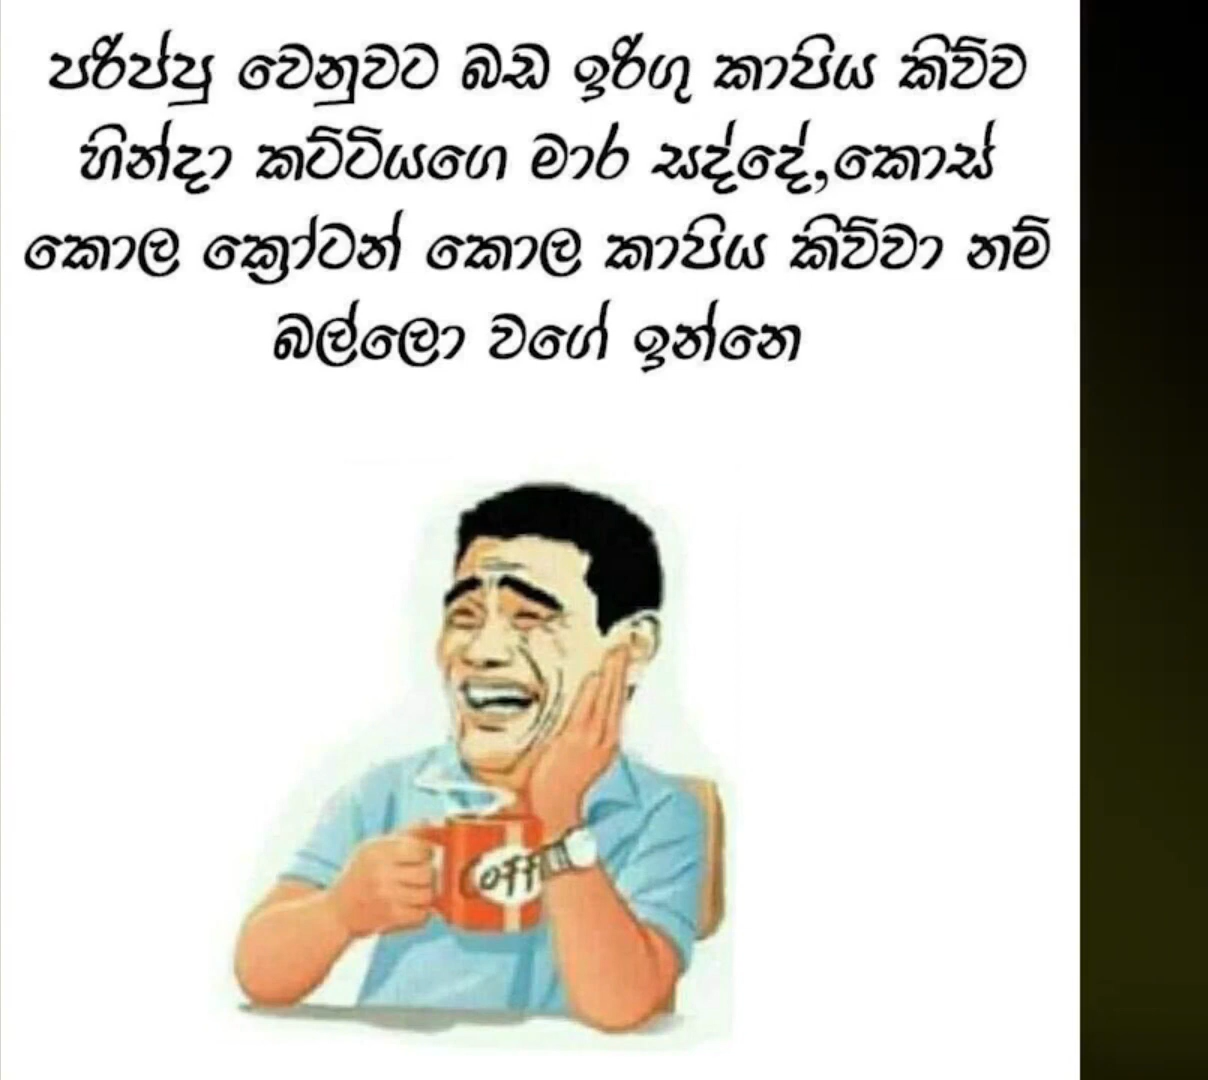 පරිප්පු වෙනුවට බඩ ඉරිගු කාපිය කිව්ව
හින්දා කට්ටියගෙ මාර සද්දේ,කොස්
කොල ක්‍රෝටන් කොල කාපිය කිව්වා නම්
බල්ලො වගේ ඉන්නෙ